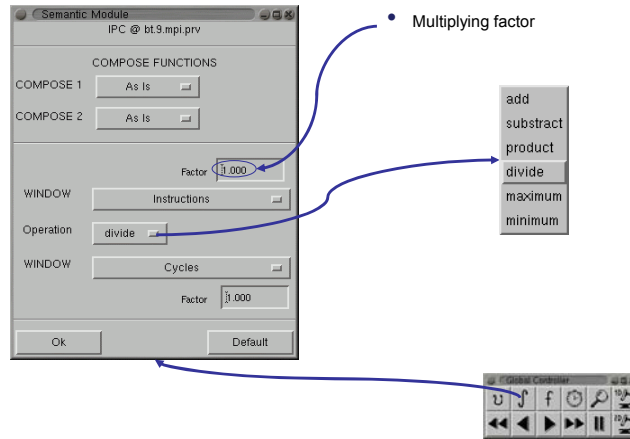 Semantic Module
IPC @ bt.9.mpi.prv
• Multiplying factor
COMPOSE FUNCTIONS
COMPOSE 1 As Is
COMPOSE 2 As Is
Factor 1.000
WINDOW Instructions
Operation divide
WINDOW Cycles
Factor 1.000
Ok Default
add
substract
product
divide
maximum
minimum
Global Controller